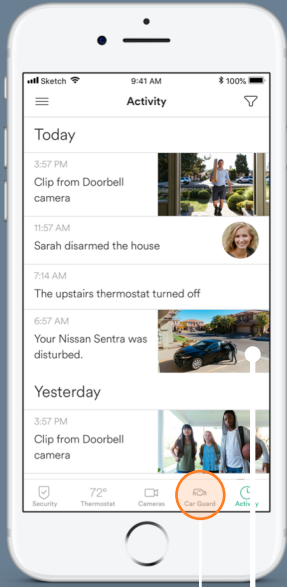 Sketch 9:41 AM 100%
Activity
Today
3:57 PM
Clip from Doorbell
camera
11:57 AM
Sarah disarmed the house
7:14 AM
The upstairs thermostat turned off
6:57 AM
Your Nissan Sentra was
disturbed.
Yesterday
3:57 PM
Clip from Doorbell
camera
72°
Security Thermostat Cameras Car Guard Activity